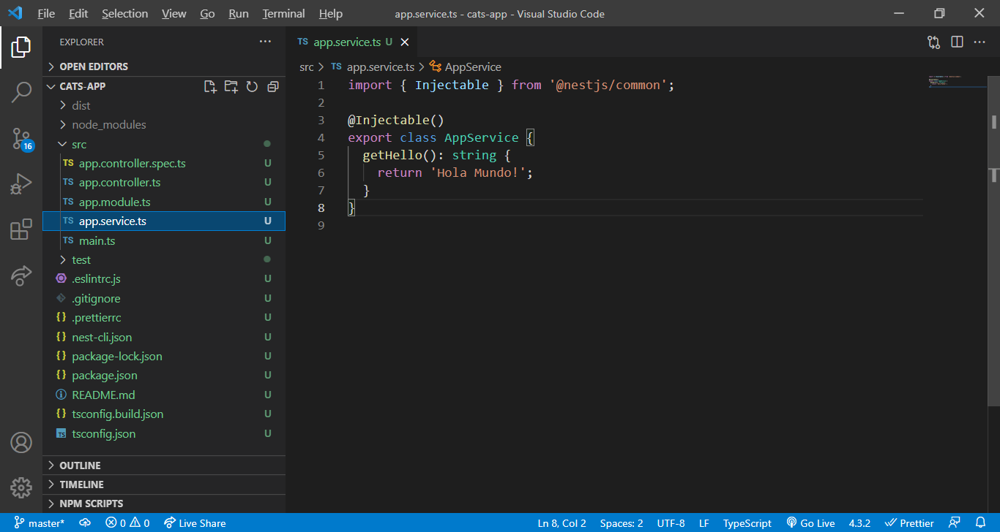 File Edit Selection View Go Run Terminal Help app.service.ts - cats-app - Visual Studio Code
EXPLORER
OPEN EDITORS
CATS-APP
dist
node_modules
src
TS app.controller.spec.ts U
TS app.controller.ts U
TS app.module.ts U
TS app.service.ts U
TS main.ts U
test
.eslintrc.js U
.gitignore U
{} .prettierrc U
{} nest-cli.json U
{} package-lock.json U
{} package.json U
README.md U
{} tsconfig.build.json U
TS tsconfig.json U
OUTLINE
TIMELINE
NPM SCRIPTS
16
TS app.service.ts U
src > TS app.service.ts > AppService
1 import { Injectable } from '@nestjs/common';
2
3 @Injectable()
4 export class AppService {
5 getHello(): string {
6 return 'Hola Mundo!';
7 }
8 }
9
master* 0 0 Live Share Ln 8, Col 2 Spaces: 2 UTF-8 LF TypeScript Go Live 4.3.2 Prettier